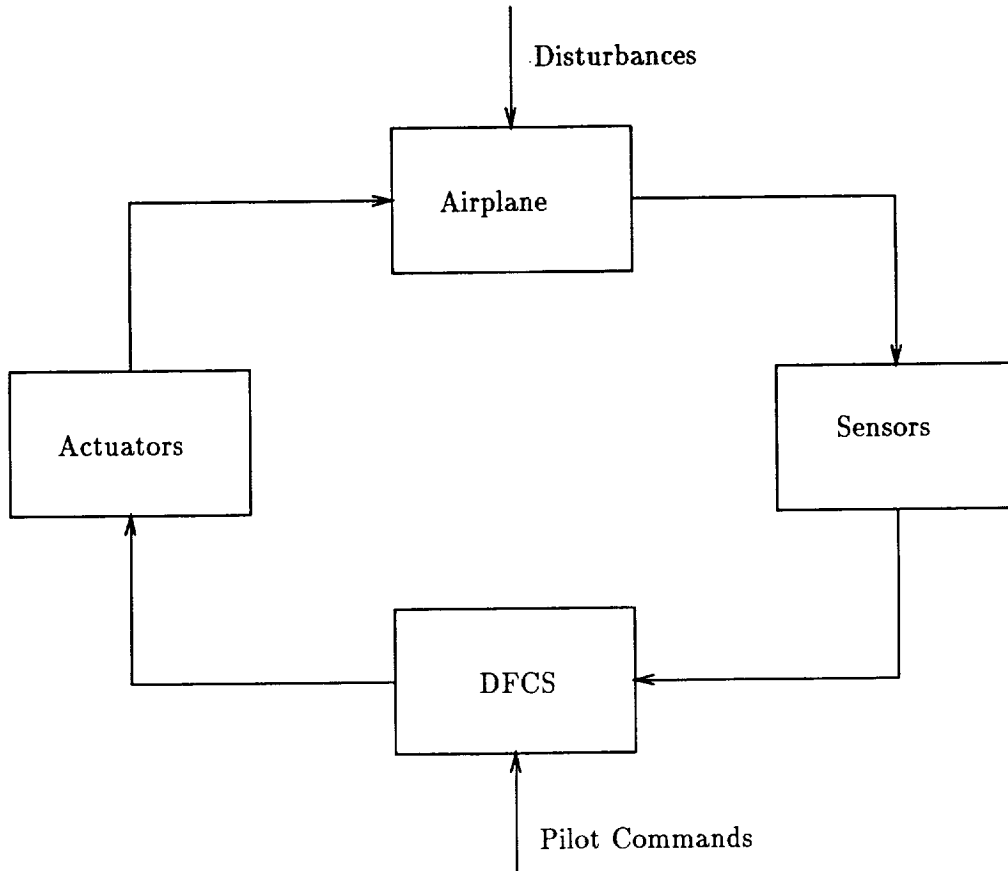 Disturbances
Airplane
Actuators
Sensors
DFCS
Pilot Commands